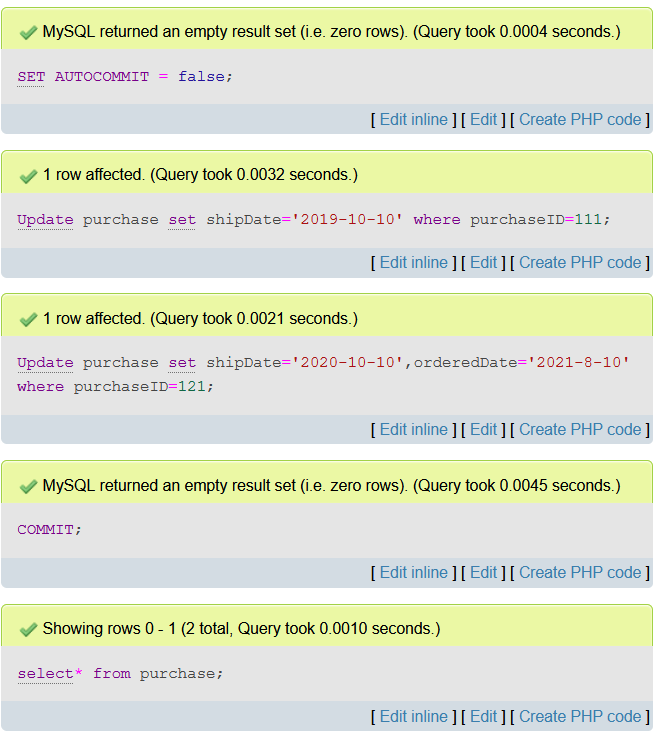 MySQL returned an empty result set (i.e. zero rows). (Query took 0.0004 seconds.)
SET AUTOCOMMIT = false;
[ Edit inline ] [ Edit ] [ Create PHP code ]
1 row affected. (Query took 0.0032 seconds.)
Update purchase set shipDate='2019-10-10' where purchaseID=111;
[ Edit inline ] [ Edit ] [ Create PHP code ]
1 row affected. (Query took 0.0021 seconds.)
Update purchase set shipDate='2020-10-10',orderedDate='2021-8-10'
where purchaseID=121;
[ Edit inline ] [ Edit ] [ Create PHP code ]
MySQL returned an empty result set (i.e. zero rows). (Query took 0.0045 seconds.)
COMMIT;
[ Edit inline ] [ Edit ] [ Create PHP code ]
Showing rows 0 - 1 (2 total, Query took 0.0010 seconds.)
select* from purchase;
[ Edit inline ] [ Edit ] [ Create PHP code ]